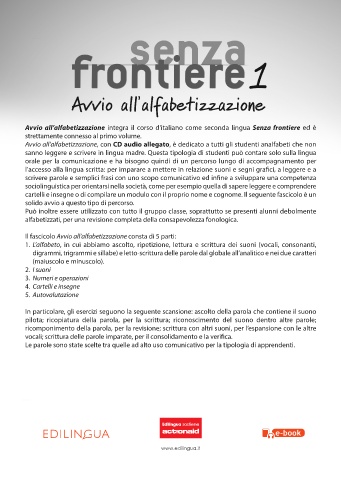 senza
frontiere 1
Avvio all'alfabetizzazione
Avvio all'alfabetizzazione integra il corso d'italiano come seconda lingua Senza frontiere ed è
strettamente connesso al primo volume.
Avvio all'alfabetizzazione, con CD audio allegato, è dedicato a tutti gli studenti analfabeti che non
sanno leggere e scrivere in lingua madre. Questa tipologia di studenti può contare solo sulla lingua
orale per la comunicazione e ha bisogno quindi di un percorso lungo di accompagnamento per
l'accesso alla lingua scritta: per imparare a mettere in relazione suoni e segni grafici, a leggere e a
scrivere parole e semplici frasi con uno scopo comunicativo ed infine a sviluppare una competenza
sociolinguistica per orientarsi nella società, come per esempio quella di sapere leggere e comprendere
cartelli e insegne o di compilare un modulo con il proprio nome e cognome. Il seguente fascicolo è un
solido avvio a questo tipo di percorso.
Può inoltre essere utilizzato con tutto il gruppo classe, soprattutto se presenti alunni debolmente
alfabetizzati, per una revisione completa della consapevolezza fonologica.
Il fascicolo Avvio all'alfabetizzazione consta di 5 parti:
1. L'alfabeto, in cui abbiamo ascolto, ripetizione, lettura e scrittura dei suoni (vocali, consonanti,
digrammi, trigrammi e sillabe) e letto-scrittura delle parole dal globale all'analitico e nei due caratteri
(maiuscolo e minuscolo).
2. I suoni
3. Numeri e operazioni
4. Cartelli e insegne
5. Autovalutazione
In particolare, gli esercizi seguono la seguente scansione: ascolto della parola che contiene il suono
pilota; ricopiatura della parola, per la scrittura; riconoscimento del suono dentro altre parole;
ricomponimento della parola, per la revisione; scrittura con altri suoni, per l'espansione con le altre
vocali; scrittura delle parole imparate, per il consolidamento e la verifica.
Le parole sono state scelte tra quelle ad alto uso comunicativo per la tipologia di apprendenti.
EDILINGUA
Edilingua sostiene
actionaid
e-book
www.edilingua.it